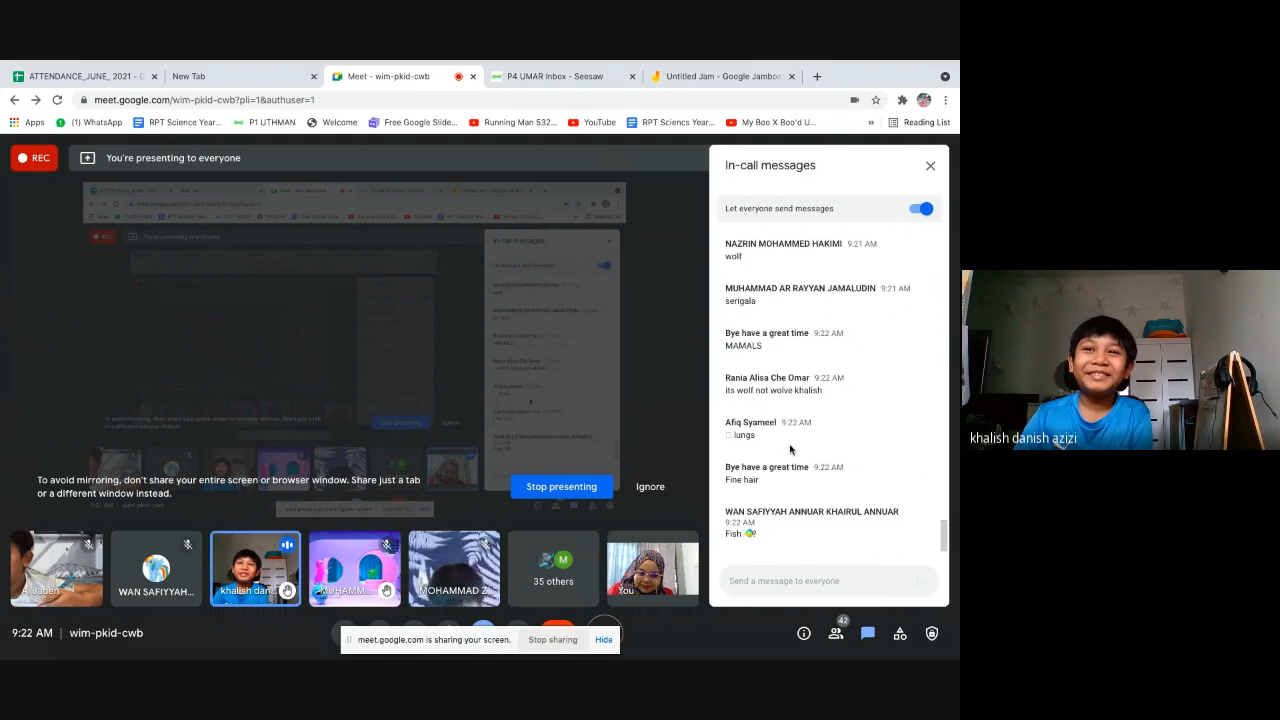 ATTENDANCE_JUNE_ 2021 - G
New Tab
Meet - wim-pkid-cwb
P4 UMAR Inbox - Seesaw
Untitled Jam - Google Jamboa
meet.google.com/wim-pkid-cwb?pli=1&authuser=1
Apps
(1) WhatsApp
RPT Science Year...
P1 UTHMAN
Welcome
Free Google Slide...
Running Man 532...
YouTube
RPT Sciencs Year...
My Boo X Boo'd U...
»
Reading List
REC
You're presenting to everyone
In-call messages
Let everyone send messages
NAZRIN MOHAMMED HAKIMI 9:21 AM
wolf
MUHAMMAD AR RAYYAN JAMALUDIN 9:21 AM
serigala
Bye have a great time 9:22 AM
MAMALS
Rania Alisa Che Omar 9:22 AM
its wolf not wolve khalish
Afiq Syameel 9:22 AM
lungs
Bye have a great time 9:22 AM
Fine hair
WAN SAFIYYAH ANNUAR KHAIRUL ANNUAR
9:22 AM
Fish ?
Send a message to everyone
To avoid mirroring, don't share your entire screen or browser window. Share just a tab
or a different window instead.
Stop presenting
Ignore
WAN SAFIYYAH...
khalish dan...
MUHAMM...
MOHAMMAD Z...
M
35 others
You
9:22 AM | wim-pkid-cwb
meet.google.com is sharing your screen.
Stop sharing
Hide
42
khalish danish azizi